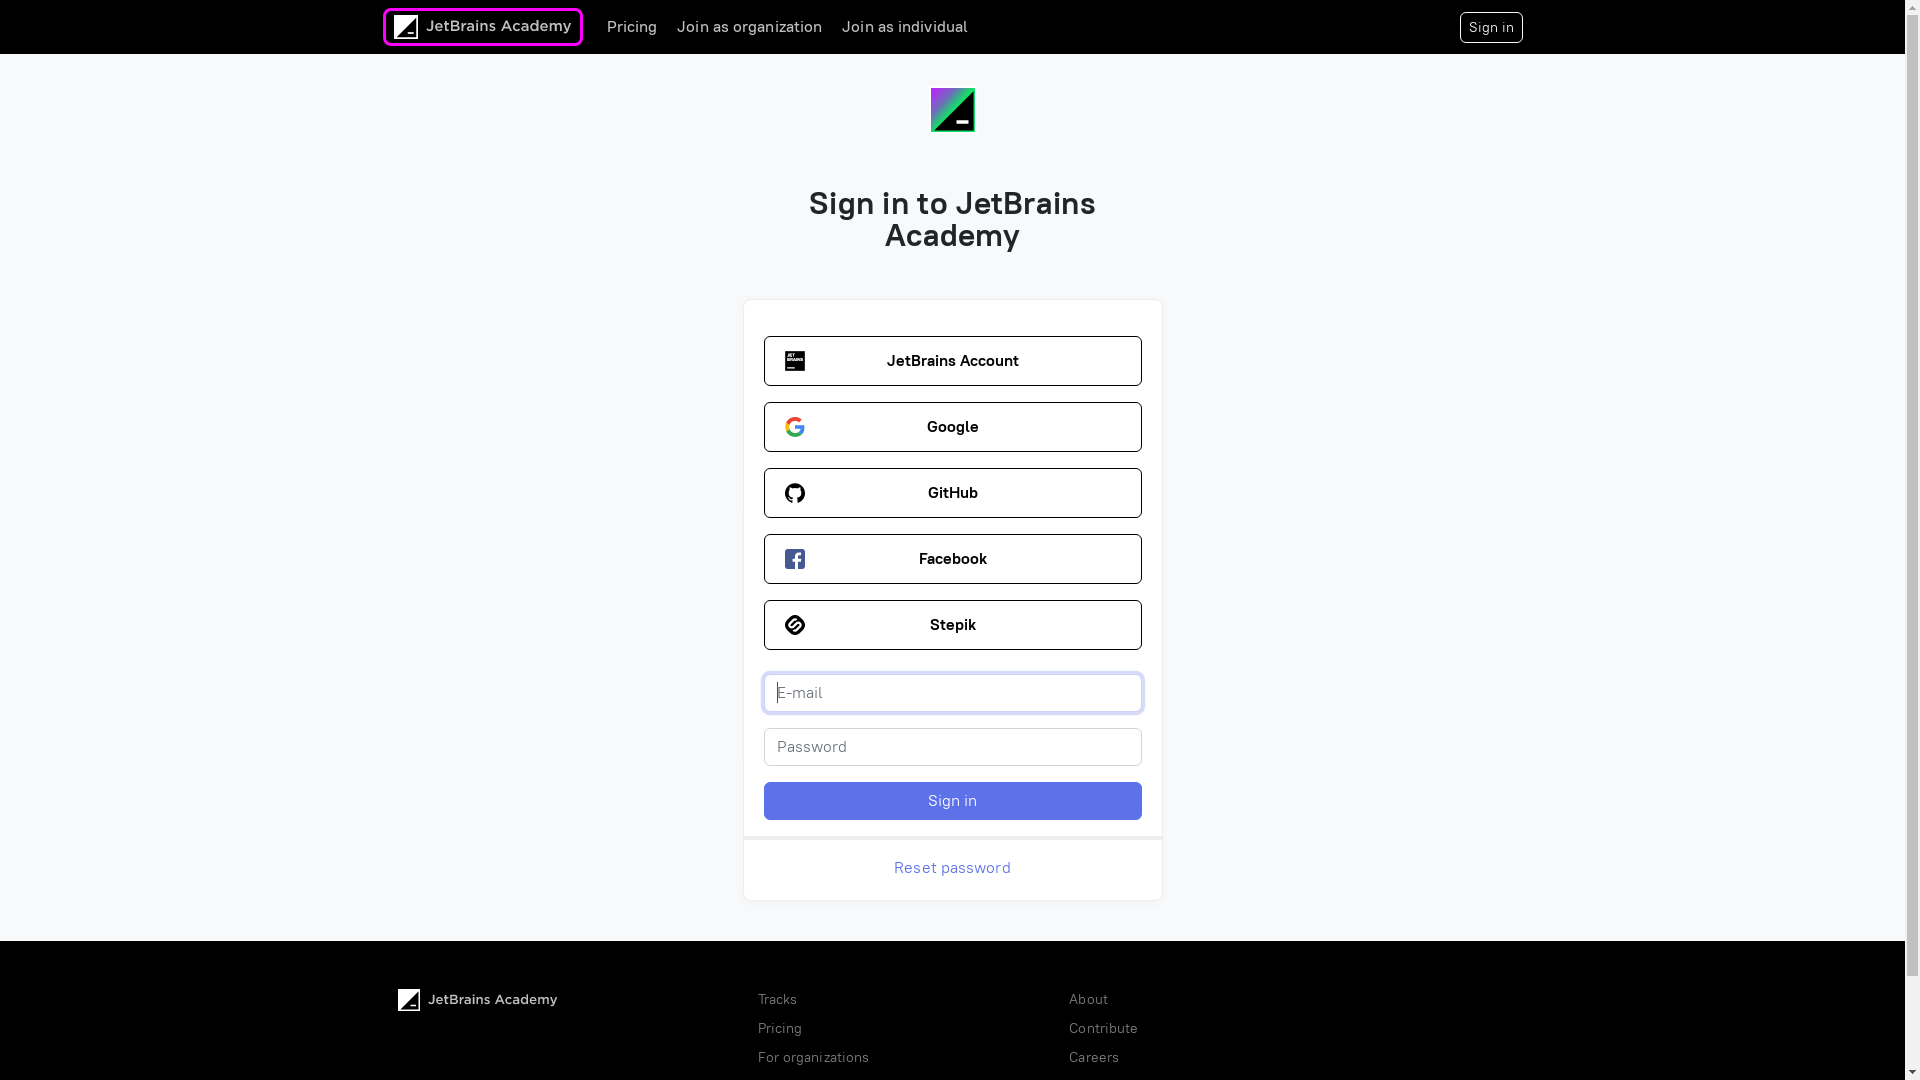 JetBrains Academy
Pricing
Join as organization
Join as individual
Sign in
Sign in to JetBrains
Academy
JetBrains Account
Google
GitHub
Facebook
Stepik
E-mail
Password
Sign in
Reset password
JetBrains Academy
Tracks
Pricing
For organizations
About
Contribute
Careers